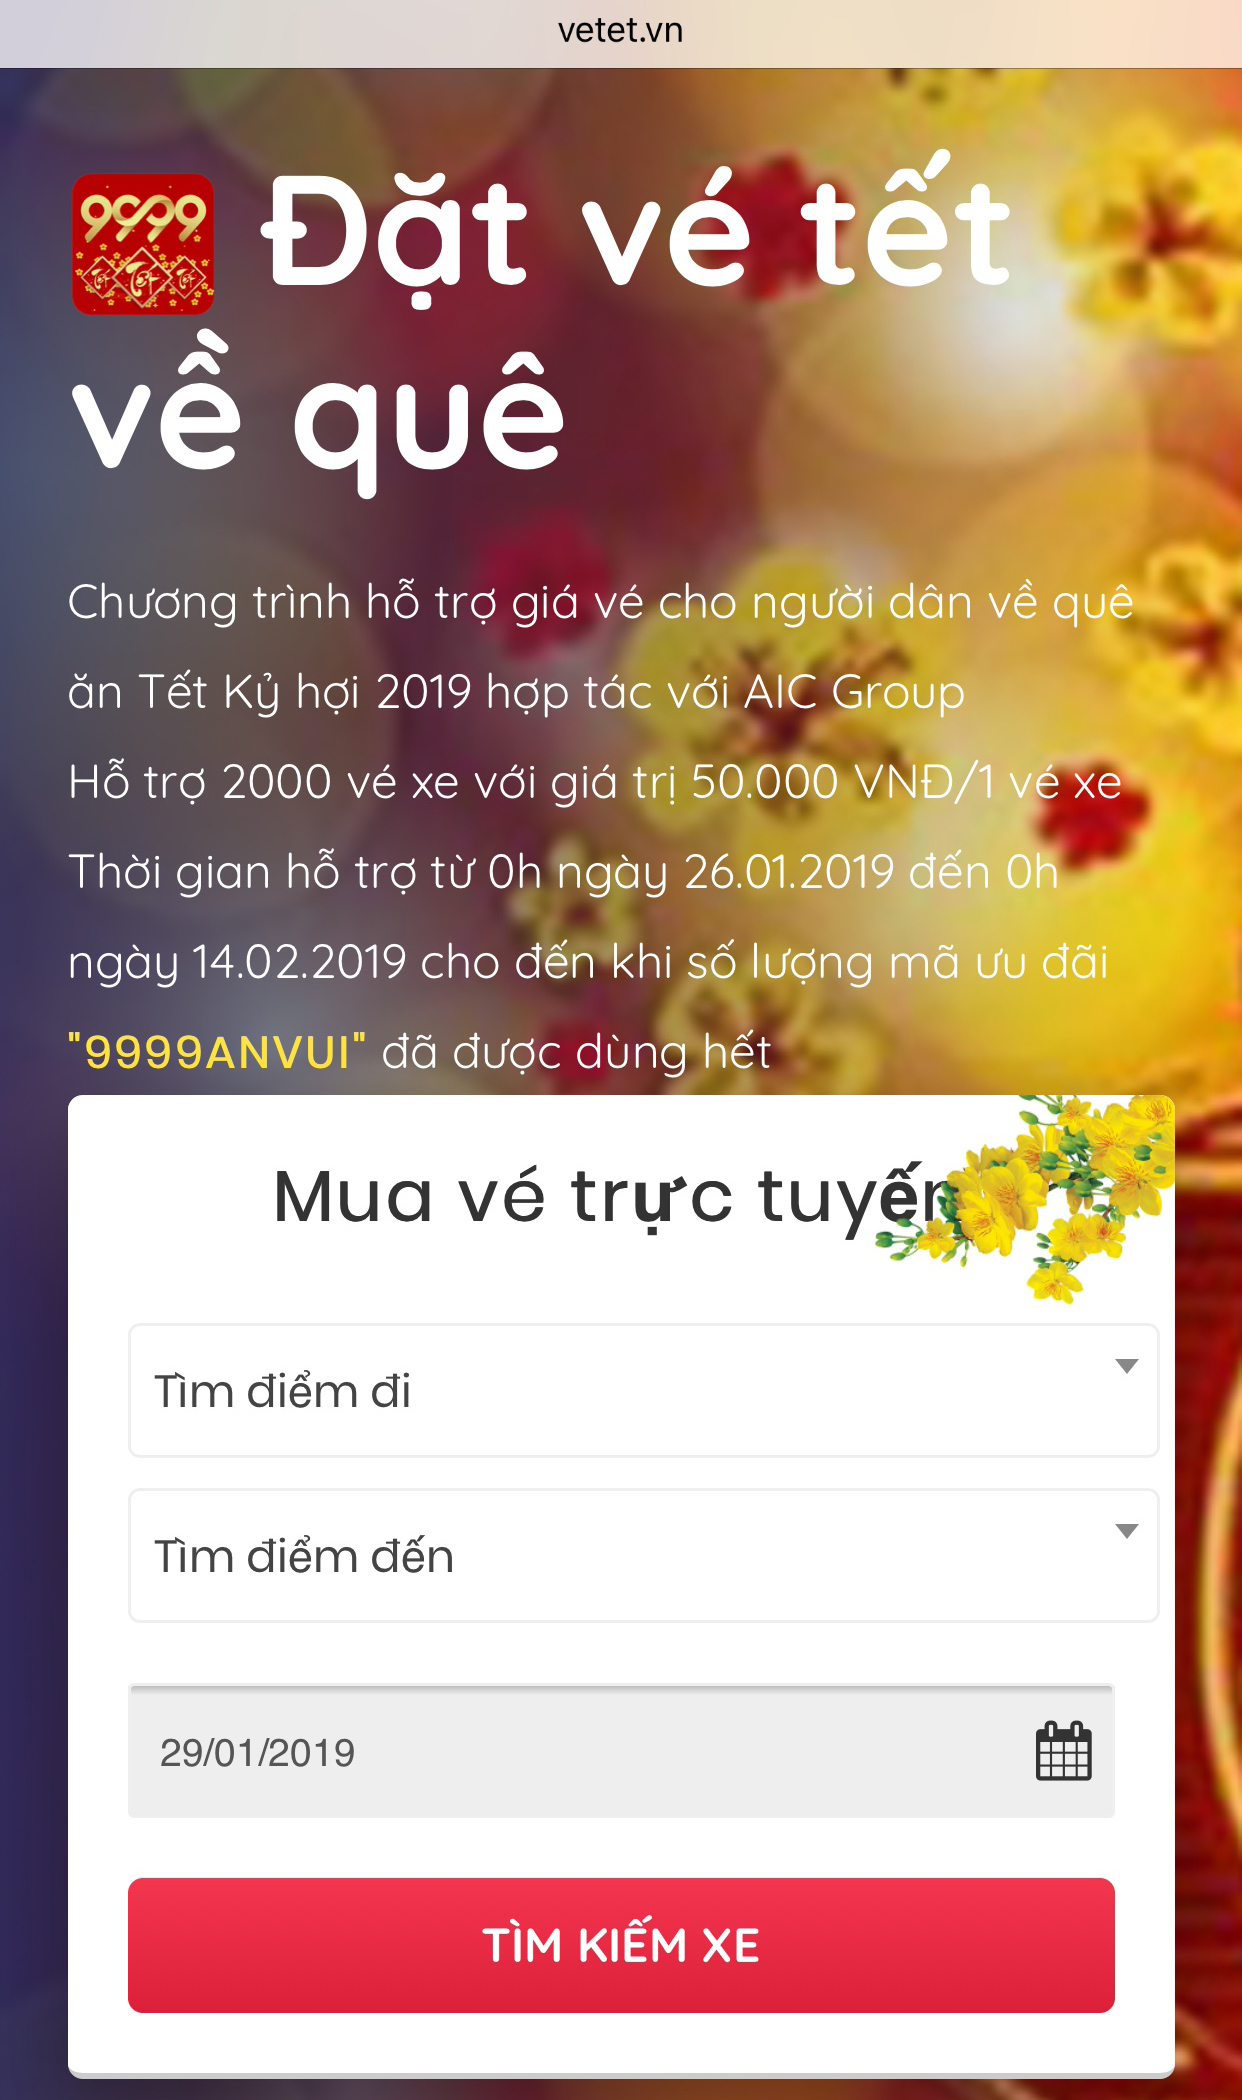 vetet.vn
9999 Đặt vé tết
về quê
Chương trình hỗ trợ giá vé cho người dân về quê
ăn Tết Kỷ hợi 2019 hợp tác với AIC Group
Hỗ trợ 2000 vé xe với giá trị 50.000 VNĐ/1 vé xe
Thời gian hỗ trợ từ 0h ngày 26.01.2019 đến 0h
ngày 14.02.2019 cho đến khi số lượng mã ưu đãi
"9999ANVUI" đã được dùng hết
Mua vé trực tuyến
Tìm điểm đi
Tìm điểm đến
29/01/2019
TÌM KIẾM XE